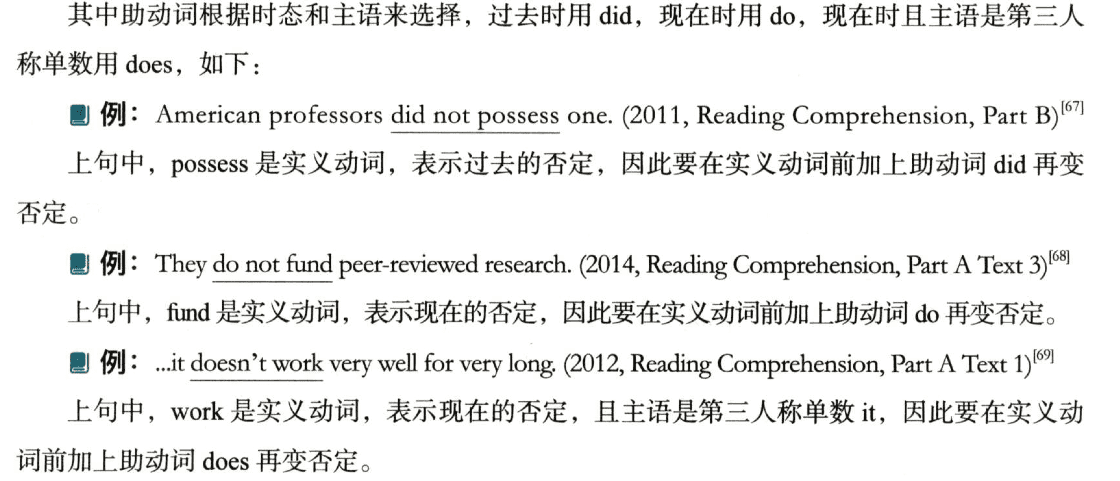 其中助动词根据时态和主语来选择，过去时用 did，现在时用 do，现在时且主语是第三人
称单数用 does，如下：
例：American professors did not possess one. (2011, Reading Comprehension, Part B)[67]
上句中，possess 是实义动词，表示过去的否定，因此要在实义动词前加上助动词 did 再变
否定。
例：They do not fund peer-reviewed research. (2014, Reading Comprehension, Part A Text 3)[68]
上句中，fund 是实义动词，表示现在的否定，因此要在实义动词前加上助动词 do 再变否定。
例：...it doesn't work very well for very long. (2012, Reading Comprehension, Part A Text 1)[69]
上句中，work 是实义动词，表示现在的否定，且主语是第三人称单数 it，因此要在实义动
词前加上助动词 does 再变否定。